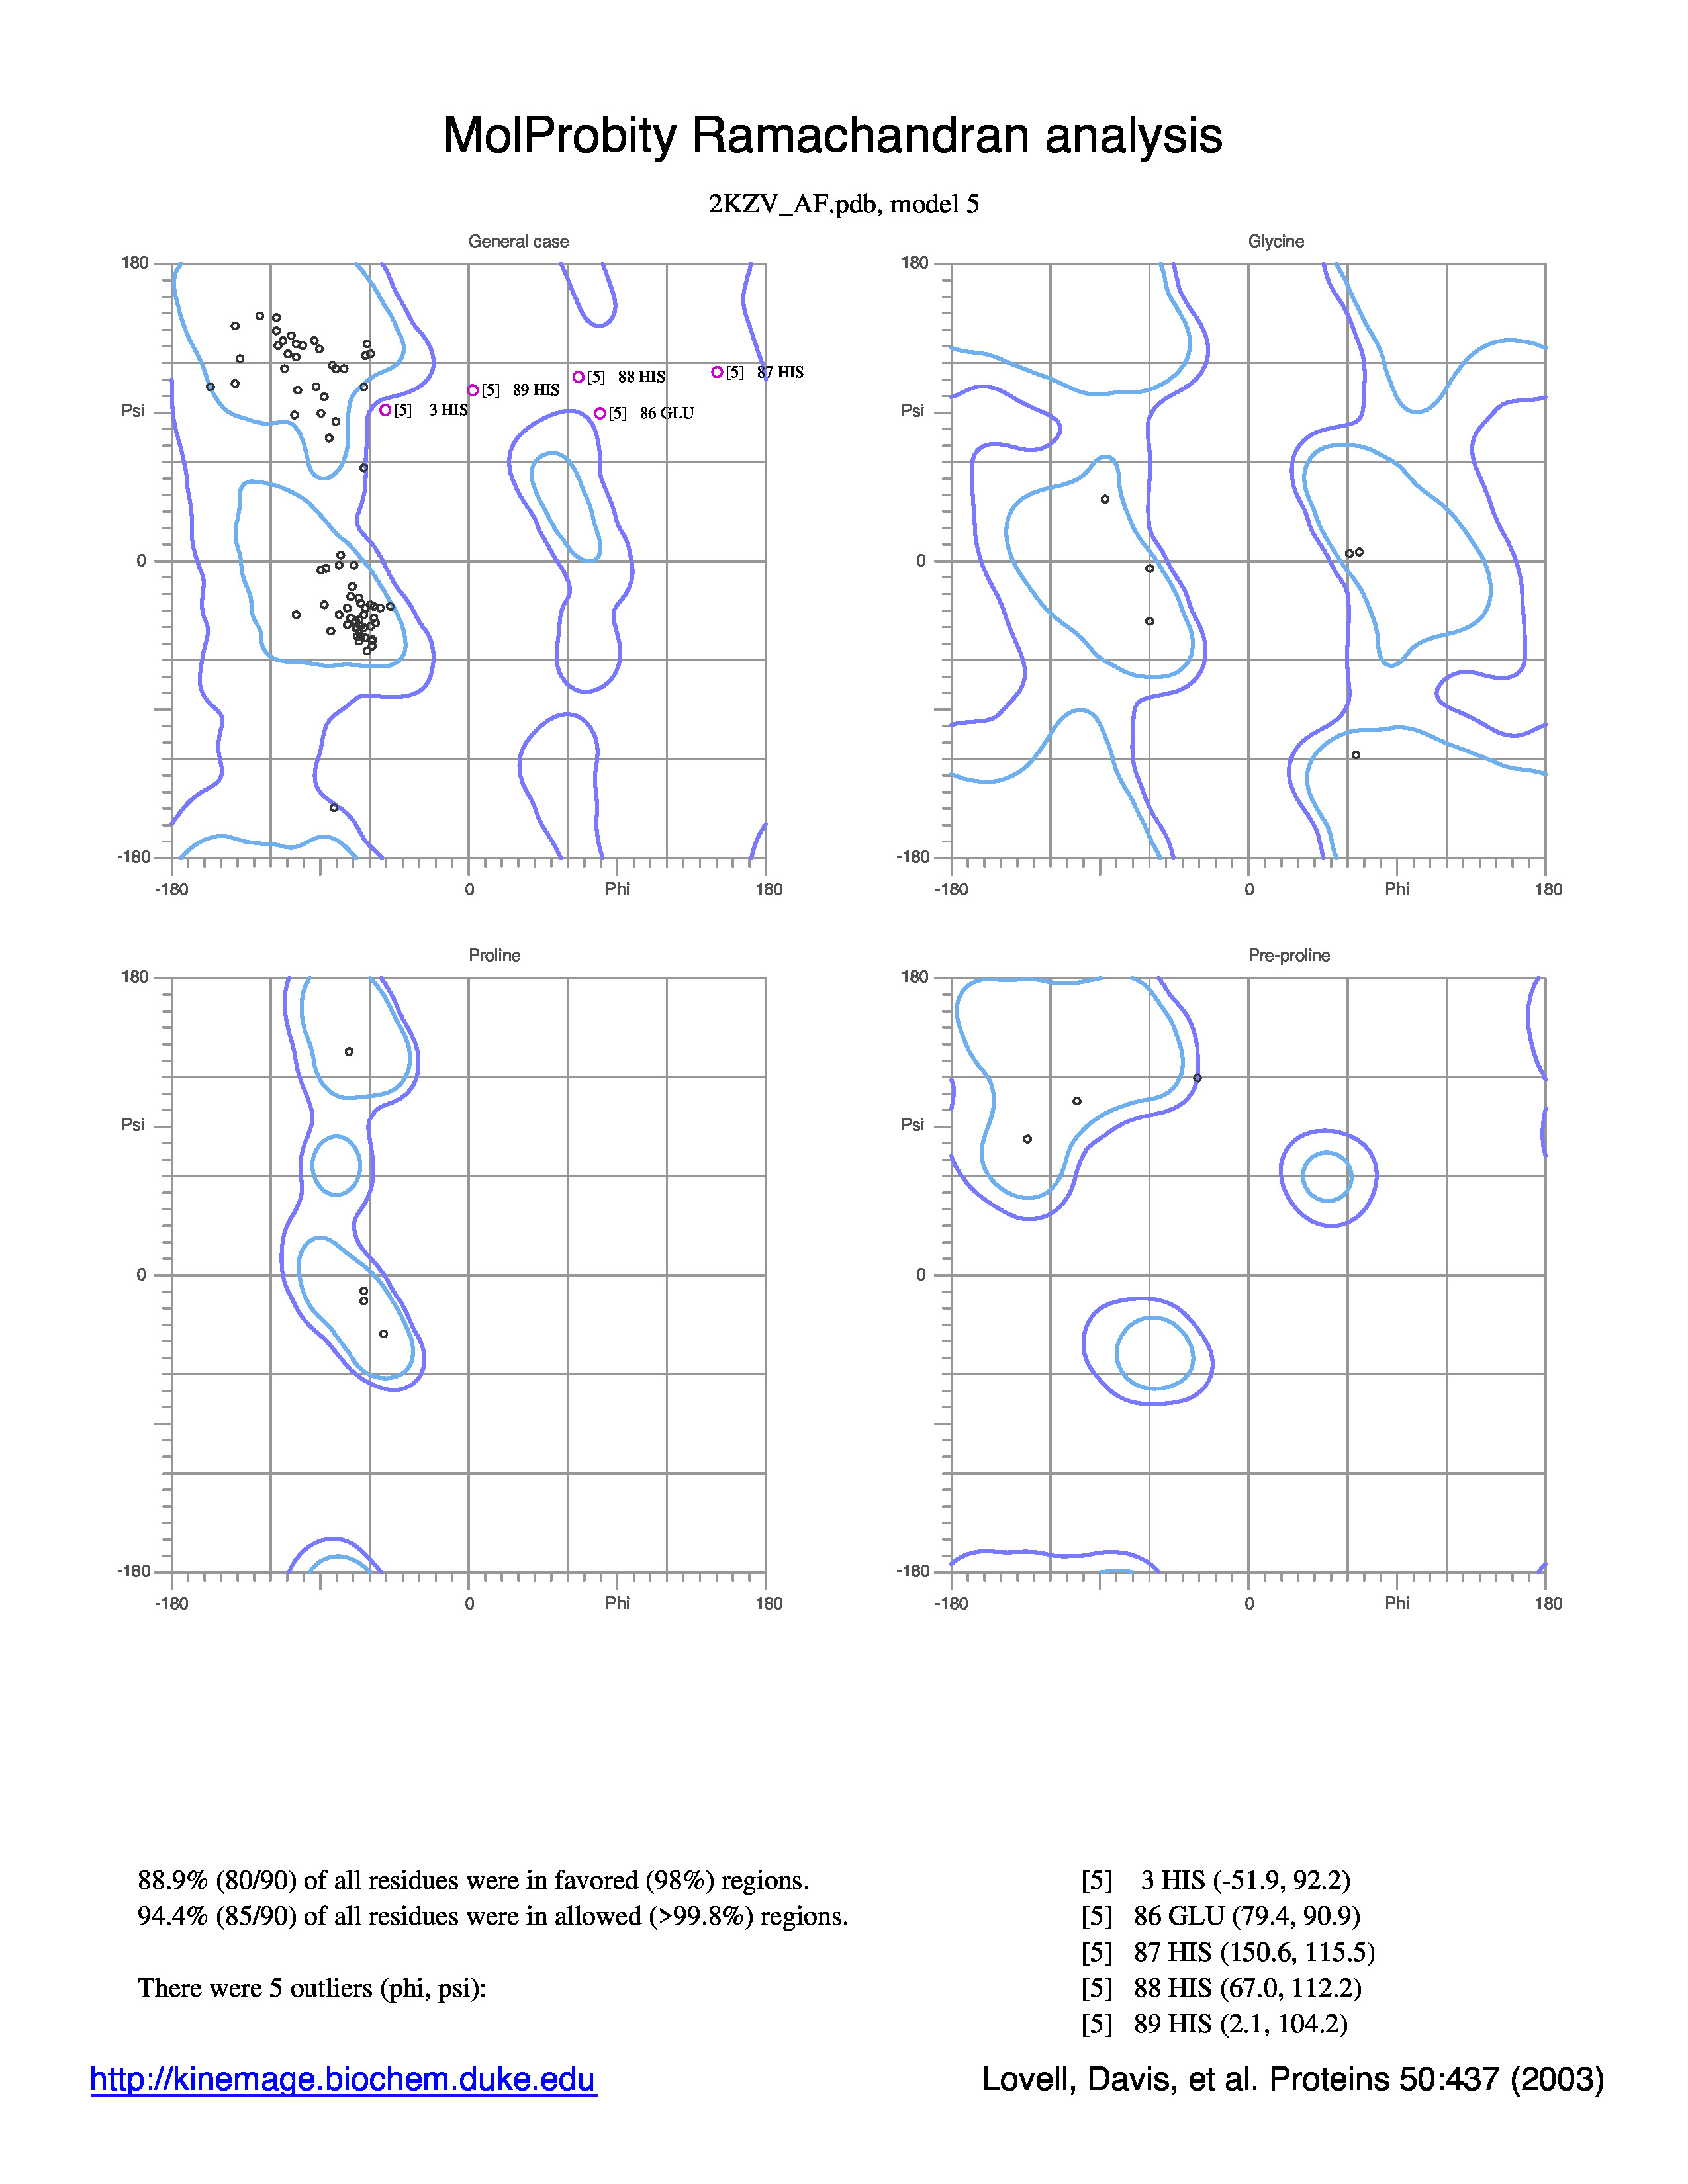 MolProbity Ramachandran analysis
2KZV_AF.pdb, model 5
General case
180
Psi
0
-180
-180
0
Phi
180
[5] 89 HIS
[5] 88 HIS
[5] 87 HIS
[5] 3 HIS
[5] 86 GLU
Glycine
180
Psi
0
-180
-180
0
Phi
180
Proline
180
Psi
0
-180
-180
0
Phi
180
Pre-proline
180
Psi
0
-180
-180
0
Phi
180
88.9% (80/90) of all residues were in favored (98%) regions.
94.4% (85/90) of all residues were in allowed (>99.8%) regions.
There were 5 outliers (phi, psi):
[5] 3 HIS (-51.9, 92.2)
[5] 86 GLU (79.4, 90.9)
[5] 87 HIS (150.6, 115.5)
[5] 88 HIS (67.0, 112.2)
[5] 89 HIS (2.1, 104.2)
http://kinemage.biochem.duke.edu
Lovell, Davis, et al. Proteins 50:437 (2003)